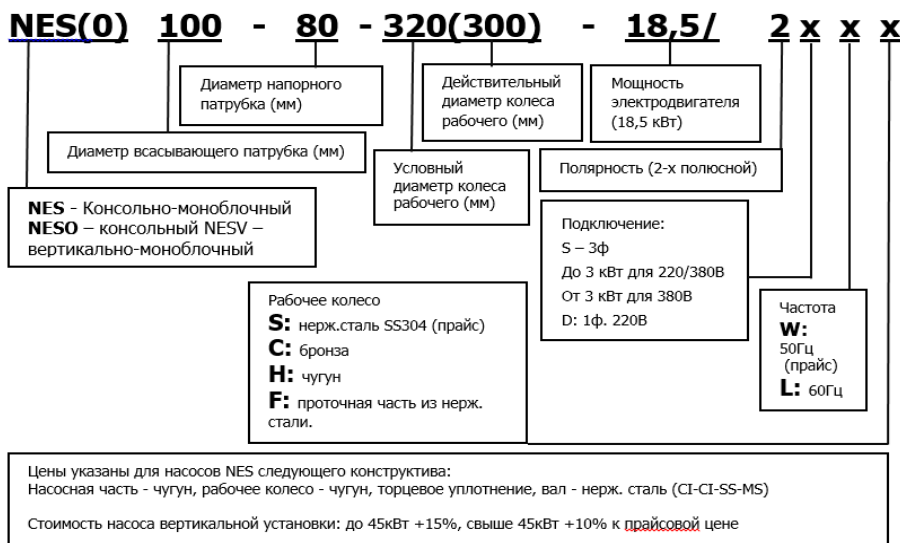 NES(0) 100 - 80 - 320(300) - 18,5/ 2 x x x
Диаметр напорного
патрубка (мм)
Действительный
диаметр колеса
рабочего (мм)
Мощность
электродвигателя
(18,5 кВт)
Диаметр всасывающего патрубка (мм)
Условный
диаметр колеса
рабочего (мм)
Полярность (2-х полюсной)
NES - Консольно-моноблочный
NESO – консольный NESV –
вертикально-моноблочный
Подключение:
S – 3ф
До 3 кВт для 220/380В
От 3 кВт для 380В
D: 1ф. 220В
Рабочее колесо
S: нерж.сталь SS304 (прайс)
C: бронза
H: чугун
F: проточная часть из нерж.
стали.
Частота
W:
50Гц
(прайс)
L: 60Гц
Цены указаны для насосов NES следующего конструктива:
Насосная часть - чугун, рабочее колесо - чугун, торцевое уплотнение, вал - нерж. сталь (CI-CI-SS-MS)
Стоимость насоса вертикальной установки: до 45кВт +15%, свыше 45кВт +10% к прайсовой цене